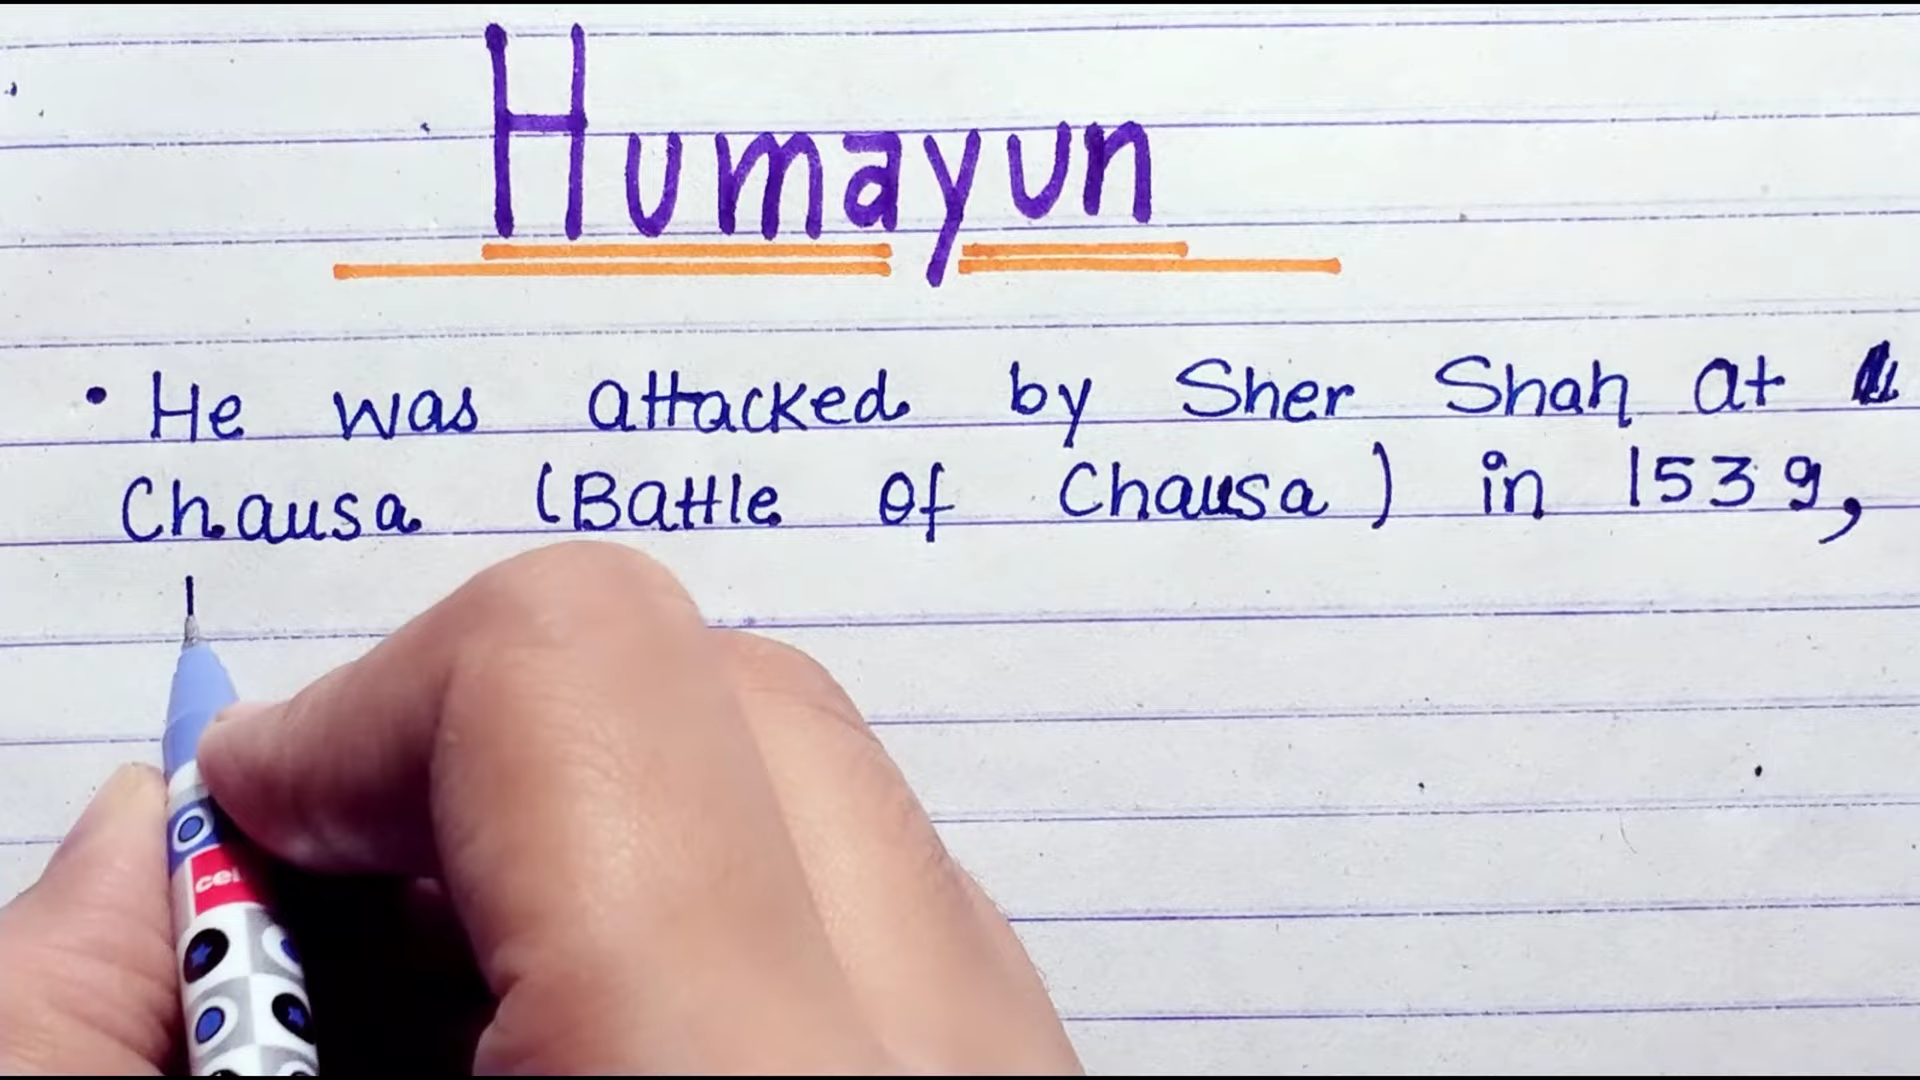 Humayun
• He was attacked by Sher Shah at
Chausa (Battle of Chausa) in 1539,